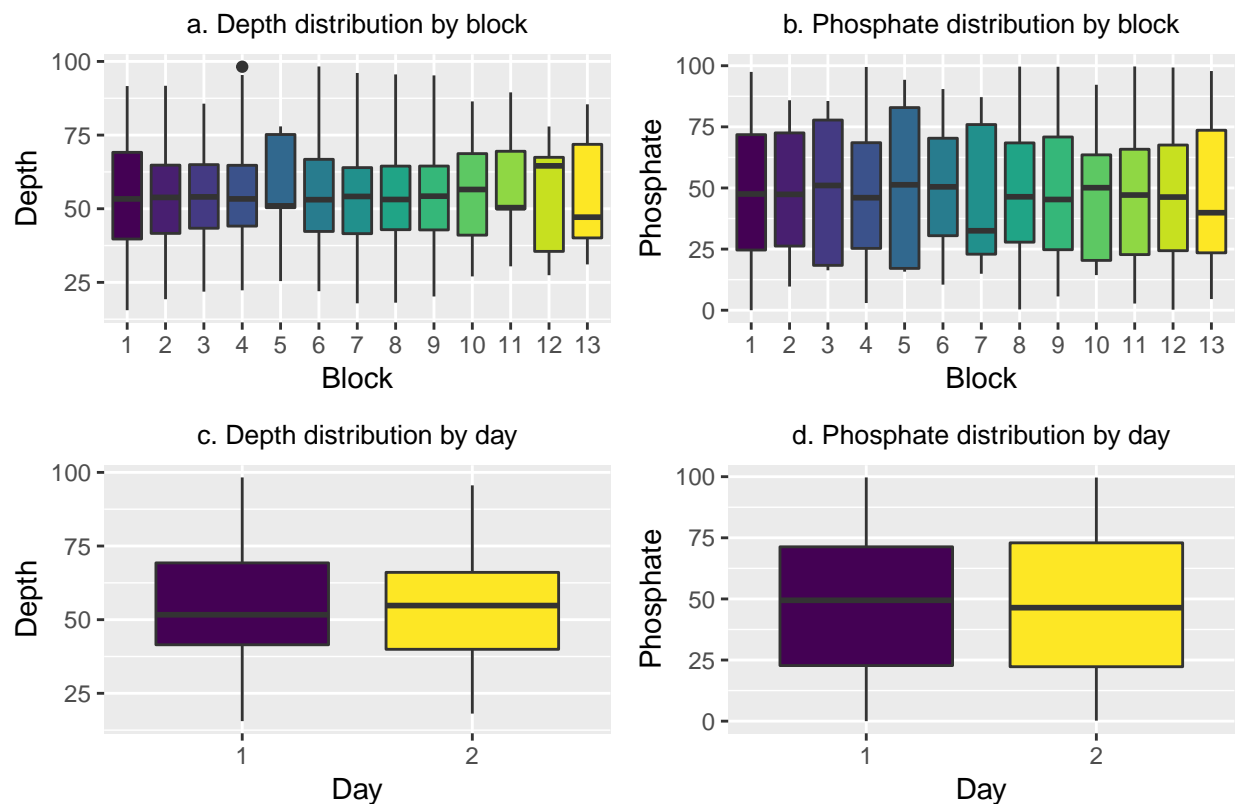 a. Depth distribution by block
100
75
50
25
Depth
1 2 3 4 5 6 7 8 9 10 11 12 13
Block
b. Phosphate distribution by block
100
75
50
25
0
Phosphate
1 2 3 4 5 6 7 8 9 10 11 12 13
Block
c. Depth distribution by day
100
75
50
25
Depth
1 2
Day
d. Phosphate distribution by day
100
75
50
25
0
Phosphate
1 2
Day